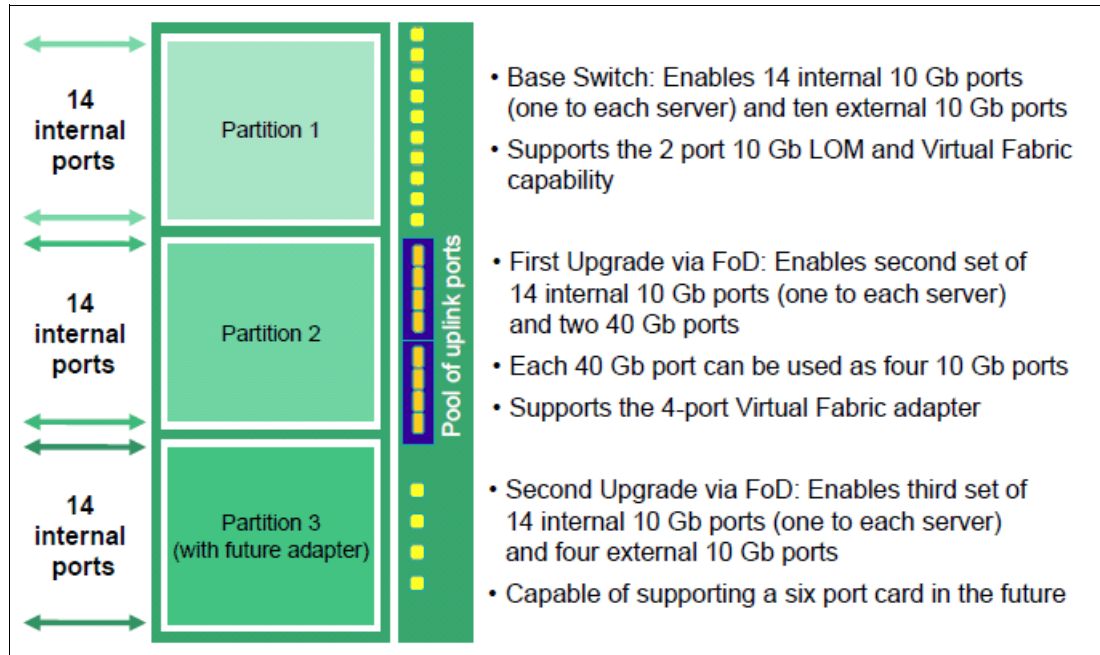 14
internal
ports
Partition 1
• Base Switch: Enables 14 internal 10 Gb ports
(one to each server) and ten external 10 Gb ports
• Supports the 2 port 10 Gb LOM and Virtual Fabric
capability
14
internal
ports
Partition 2
Pool of uplink ports
• First Upgrade via FoD: Enables second set of
14 internal 10 Gb ports (one to each server)
and two 40 Gb ports
• Each 40 Gb port can be used as four 10 Gb ports
• Supports the 4-port Virtual Fabric adapter
14
internal
ports
Partition 3
(with future adapter)
• Second Upgrade via FoD: Enables third set of
14 internal 10 Gb ports (one to each server)
and four external 10 Gb ports
• Capable of supporting a six port card in the future